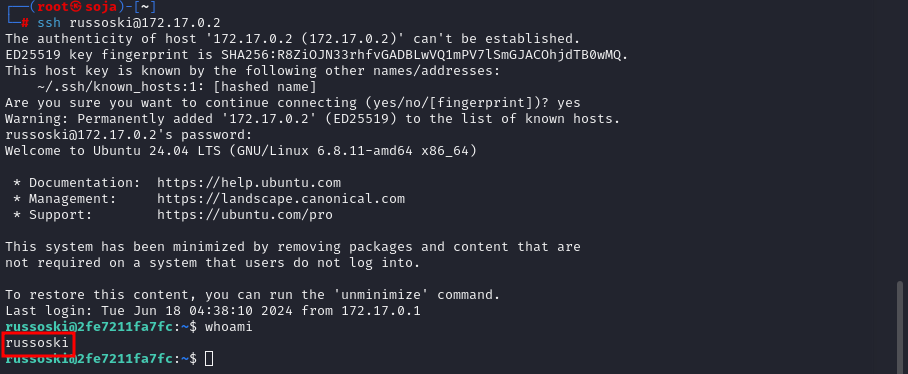 ┌──(root㉿soja)-[~]
└─# ssh russoski@172.17.0.2
The authenticity of host '172.17.0.2 (172.17.0.2)' can't be established.
ED25519 key fingerprint is SHA256:R8ZiOJN33rhfvGADBLwVQ1mPV7lSmGJACOhjdTB0wMQ.
This host key is known by the following other names/addresses:
    ~/.ssh/known_hosts:1: [hashed name]
Are you sure you want to continue connecting (yes/no/[fingerprint])? yes
Warning: Permanently added '172.17.0.2' (ED25519) to the list of known hosts.
russoski@172.17.0.2's password:
Welcome to Ubuntu 24.04 LTS (GNU/Linux 6.8.11-amd64 x86_64)

 * Documentation:  https://help.ubuntu.com
 * Management:     https://landscape.canonical.com
 * Support:        https://ubuntu.com/pro

This system has been minimized by removing packages and content that are
not required on a system that users do not log into.

To restore this content, you can run the 'unminimize' command.
Last login: Tue Jun 18 04:38:10 2024 from 172.17.0.1
russoski@2fe7211fa7fc:~$ whoami
russoski
russoski@2fe7211fa7fc:~$